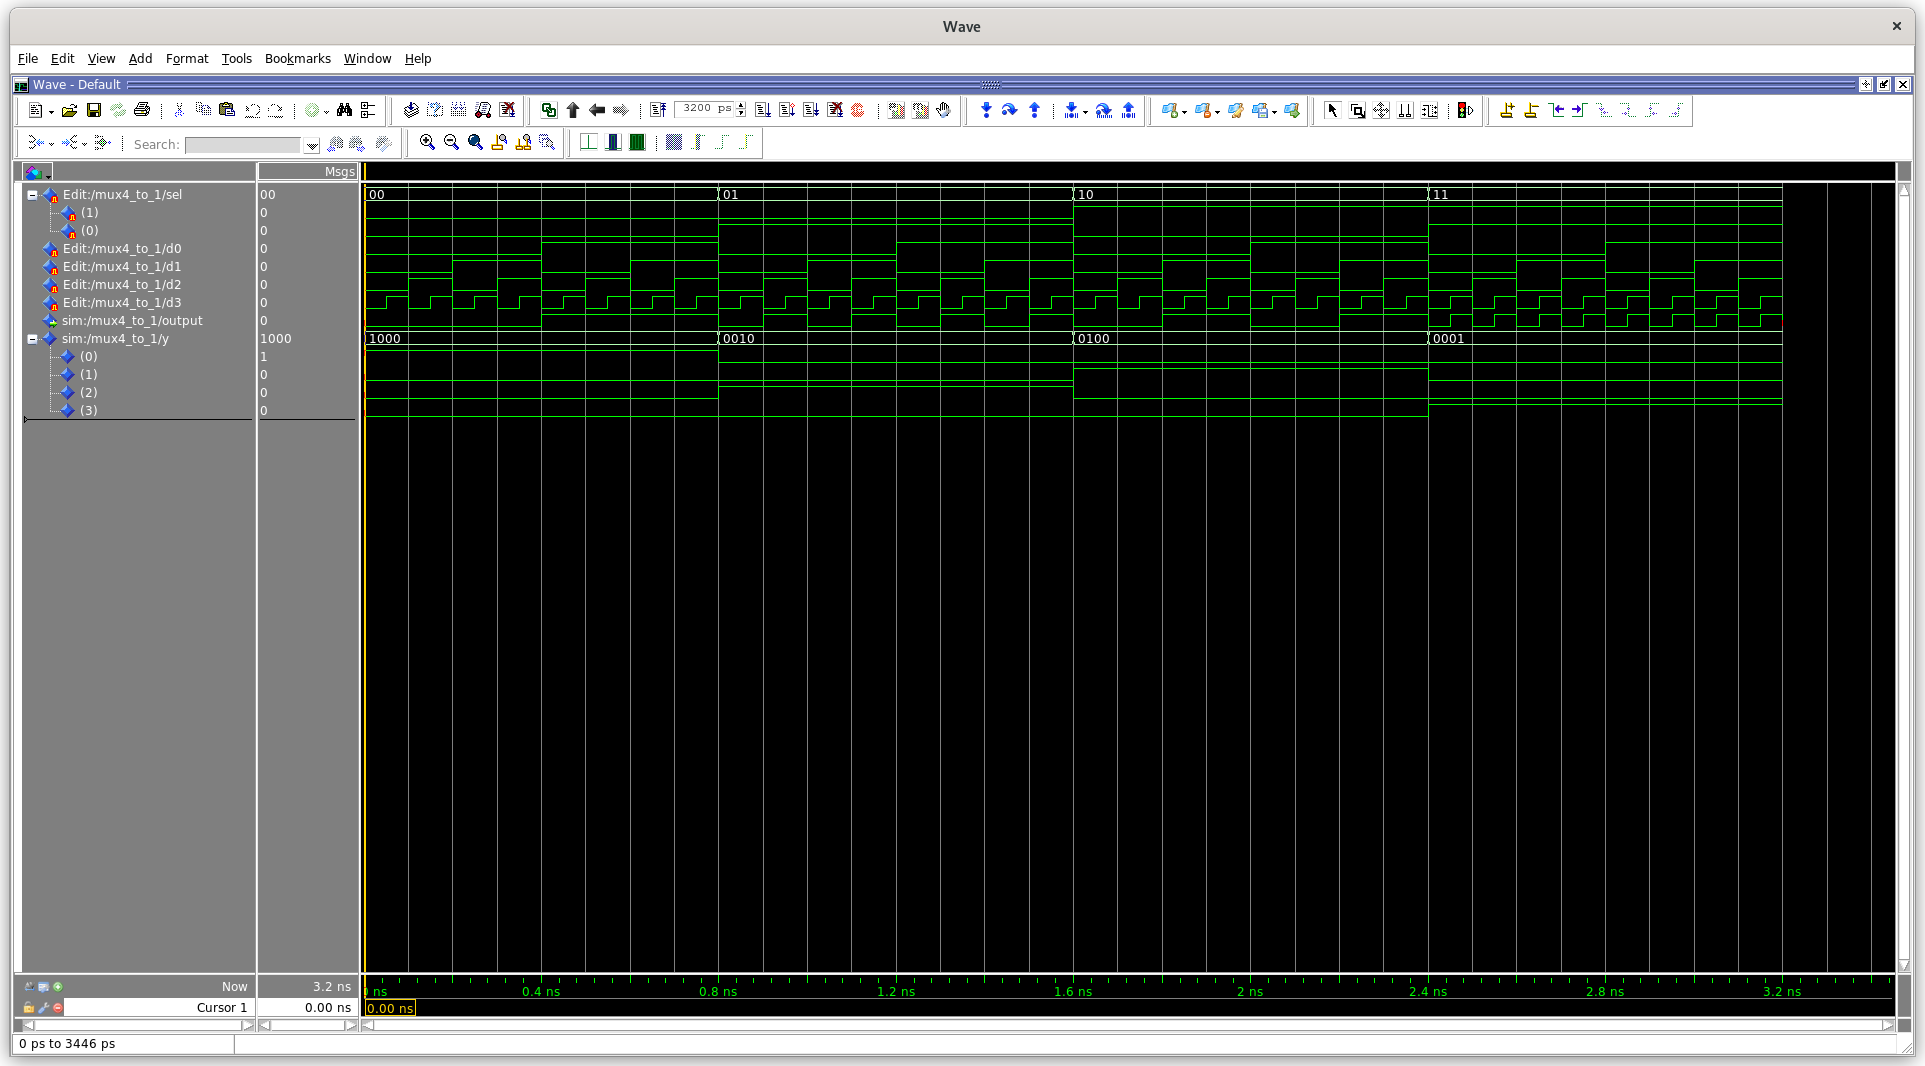 Wave
File Edit View Add Format Tools Bookmarks Window Help
Wave - Default
3200 ps
Search:
Msgs
Edit:/mux4_to_1/sel 00 00 01 10 11
(1) 0
(0) 0
Edit:/mux4_to_1/d0 0
Edit:/mux4_to_1/d1 0
Edit:/mux4_to_1/d2 0
Edit:/mux4_to_1/d3 0
sim:/mux4_to_1/output 0
sim:/mux4_to_1/y 1000 1000 0010 0100 0001
(0) 1
(1) 0
(2) 0
(3) 0
Now 3.2 ns ns 0.4 ns 0.8 ns 1.2 ns 1.6 ns 2 ns 2.4 ns 2.8 ns 3.2 ns
Cursor 1 0.00 ns 0.00 ns
0 ps to 3446 ps